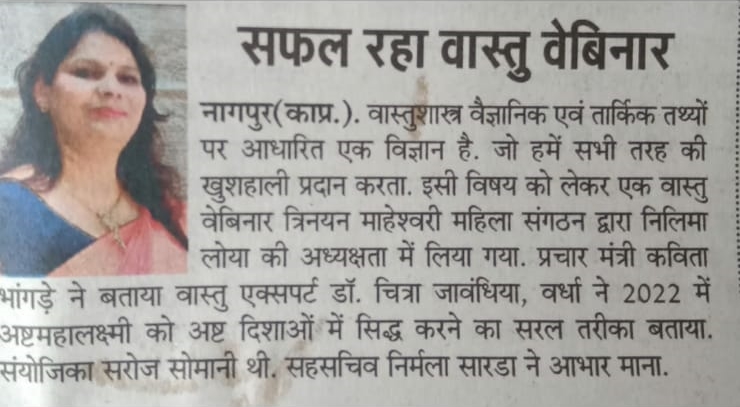 सफल रहा वास्तु वेबिनार
नागपुर(काप्र.). वास्तुशास्त्र वैज्ञानिक एवं तार्किक तथ्यों
पर आधारित एक विज्ञान है. जो हमें सभी तरह की
खुशहाली प्रदान करता. इसी विषय को लेकर एक वास्तु
वेबिनार त्रिनयन माहेश्वरी महिला संगठन द्वारा निलिमा
लोया की अध्यक्षता में लिया गया. प्रचार मंत्री कविता
भांगड़े ने बताया वास्तु एक्सपर्ट डॉ. चित्रा जावंधिया, वर्धा ने 2022 में
अष्टमहालक्ष्मी को अष्ट दिशाओं में सिद्ध करने का सरल तरीका बताया.
संयोजिका सरोज सोमानी थी. सहसचिव निर्मला सारडा ने आभार माना.